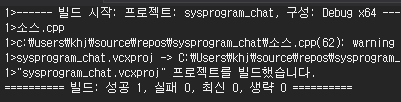 1>------ 빌드 시작: 프로젝트: sysprogram_chat, 구성: Debug x64 ---
1>소스.cpp
1>c:\users\khj\source\repos\sysprogram_chat\소스.cpp(62): warning
1>sysprogram_chat.vcxproj -> C:\Users\khj\source\repos\sysprogram_
1>"sysprogram_chat.vcxproj" 프로젝트를 빌드했습니다.
========== 빌드: 성공 1, 실패 0, 최신 0, 생략 0 ==========